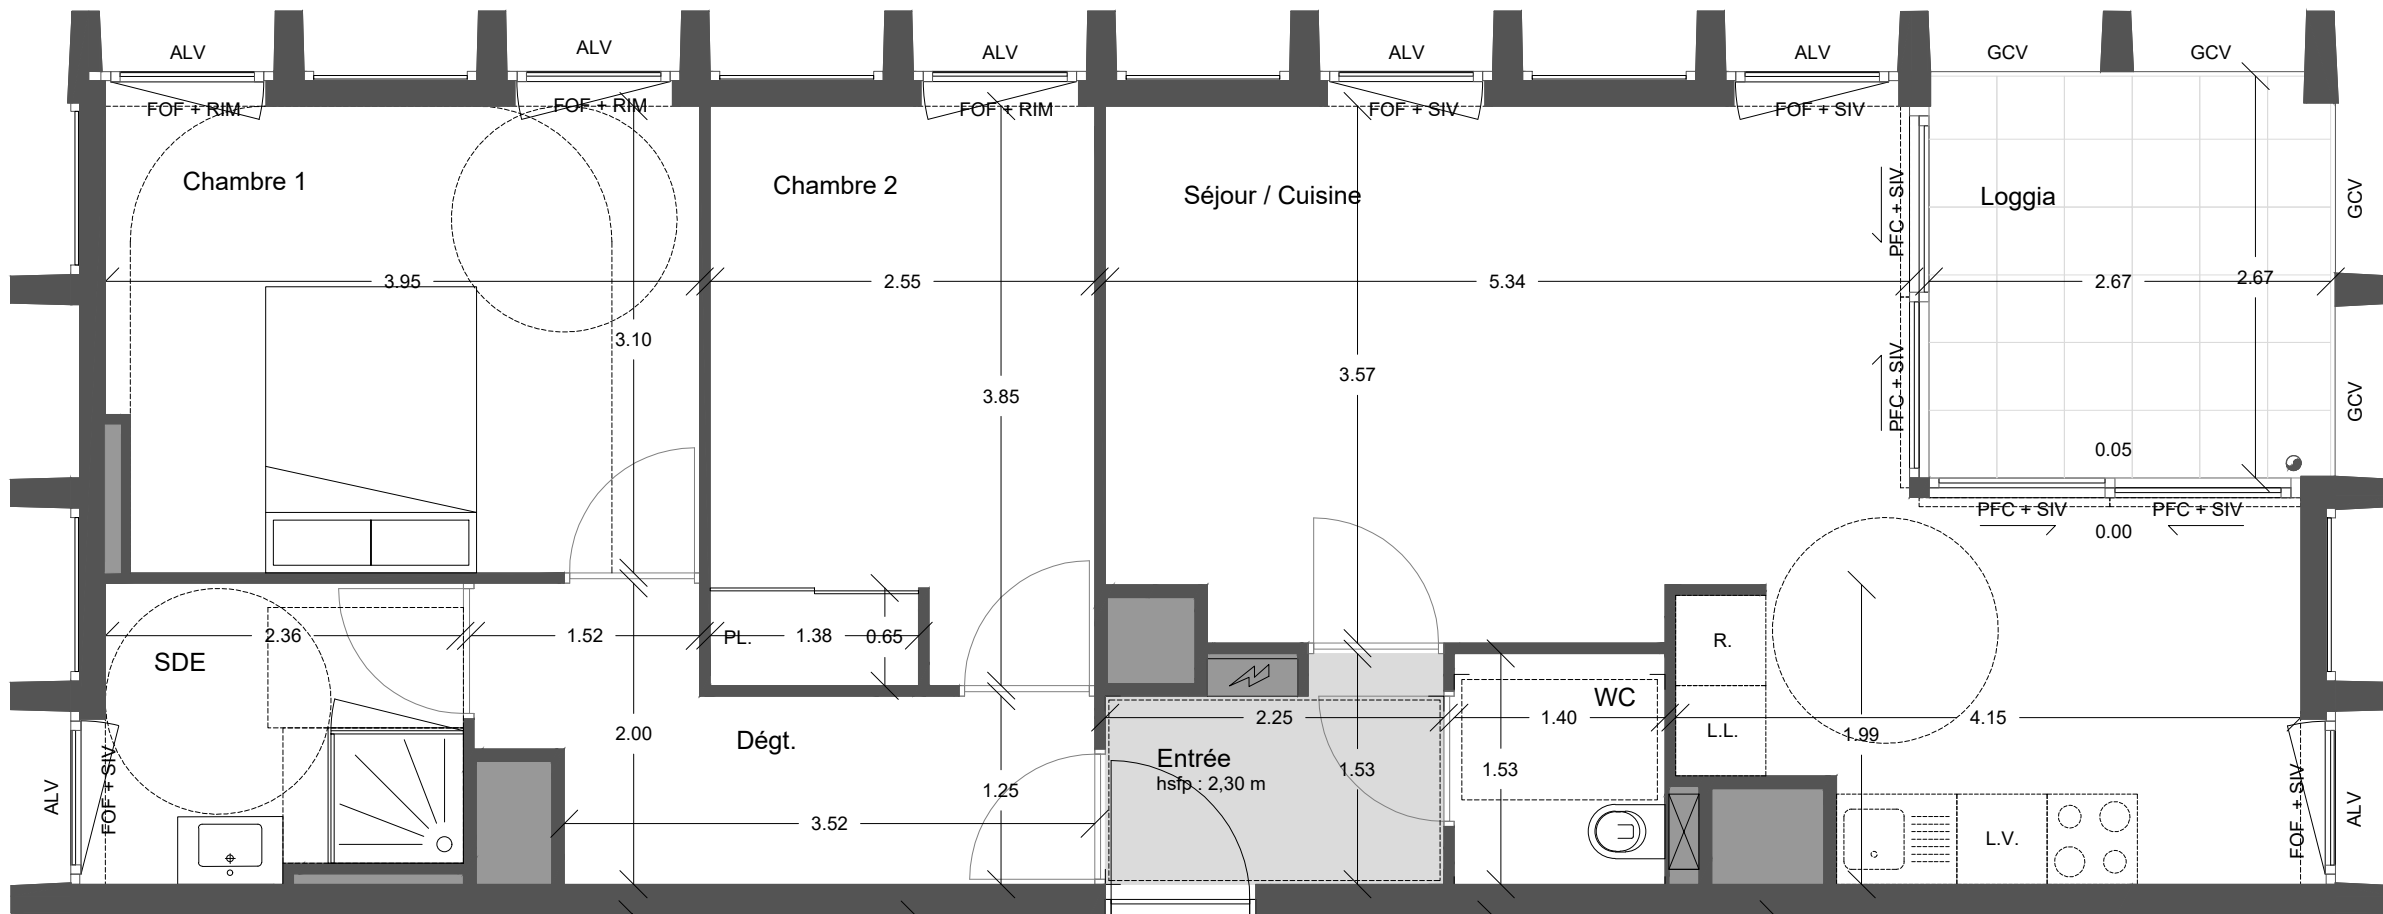 ALV
ALV
ALV
ALV
ALV
GCV
GCV
FOF + RIM
FOF + RIM
FOF + RIM
FOF + SIV
FOF + SIV
Chambre 1
Chambre 2
Séjour / Cuisine
Loggia
PFC + SIV
GCV
3.95
2.55
5.34
2.67
2.67
3.10
3.85
3.57
PFC + SIV
GCV
0.05
PFC + SIV
PFC + SIV
0.00
2.36
1.52
PL.
1.38
0.65
R.
SDE
WC
2.25
1.40
4.15
2.00
Dégt.
L.L.
1.99
Entrée
hsfp : 2,30 m
1.53
1.53
1.25
ALV
FOF + SIV
3.52
L.V.
FOF + SIV
ALV